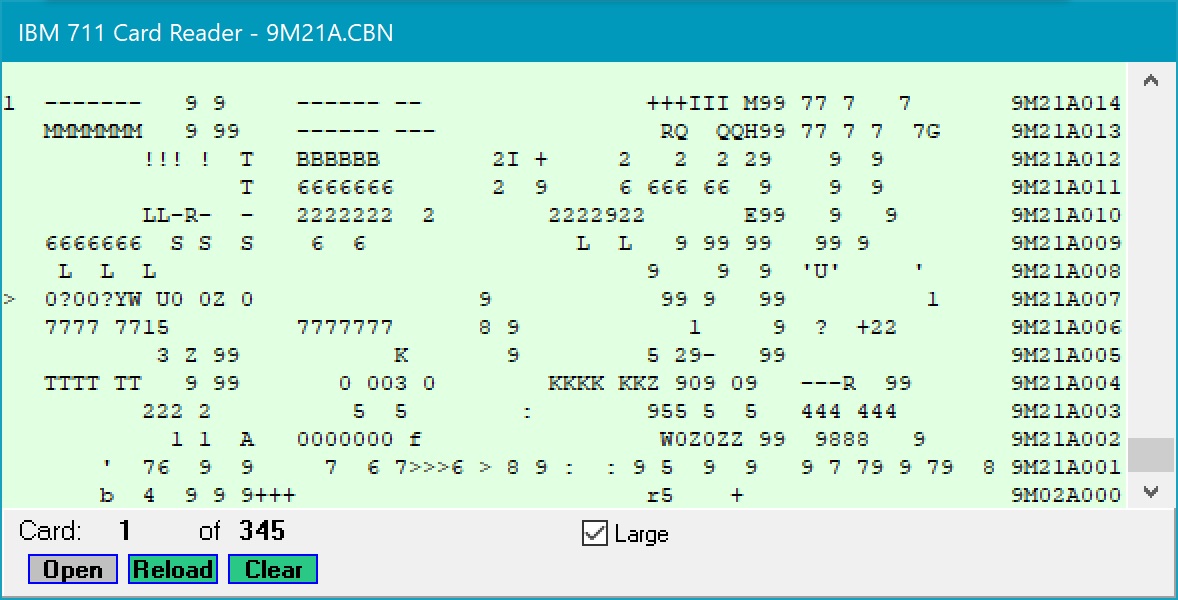 IBM 711 Card Reader - 9M21A.CBN
1  -------   9 9     ------ --                +++III M99 77 7   7       9M21A014
   MMMMMMM   9 99    ------ ---                RQ  QQH99 77 7 7  7G     9M21A013
          !!! !  T   BBBBBB        2I +     2   2  2 29    9  9         9M21A012
                 T   6666666       2  9     6 666 66  9    9  9         9M21A011
          LL-R-  -   2222222  2        2222922       E99   9   9        9M21A010
   6666666  S S  S    6  6               L  L   9 99 99   99 9          9M21A009
    L  L  L                                   9    9  9  'U'     '      9M21A008
>  0?00?YW U0 0Z 0                9            99 9   99          1     9M21A007
   7777 7715         7777777      8 9            1     9  ?  +22        9M21A006
           3 Z 99           K       9         5 29-   99                9M21A005
   TTTT TT   9 99       0 003 0        KKKK KKZ 909 09   ---R  99       9M21A004
          222 2          5  5        :        955 5  5   444 444        9M21A003
            1 1  A   0000000 f                 W0Z0ZZ 99  9888   9      9M21A002
       '  76  9  9     7  6 7>>>6 > 8 9 :  : 9 5  9  9   9 7 79 9 79  8 9M21A001
       b  4  9 9 9+++                         r5    +                   9M02A000
Card: 1 of 345
Large
Open Reload Clear